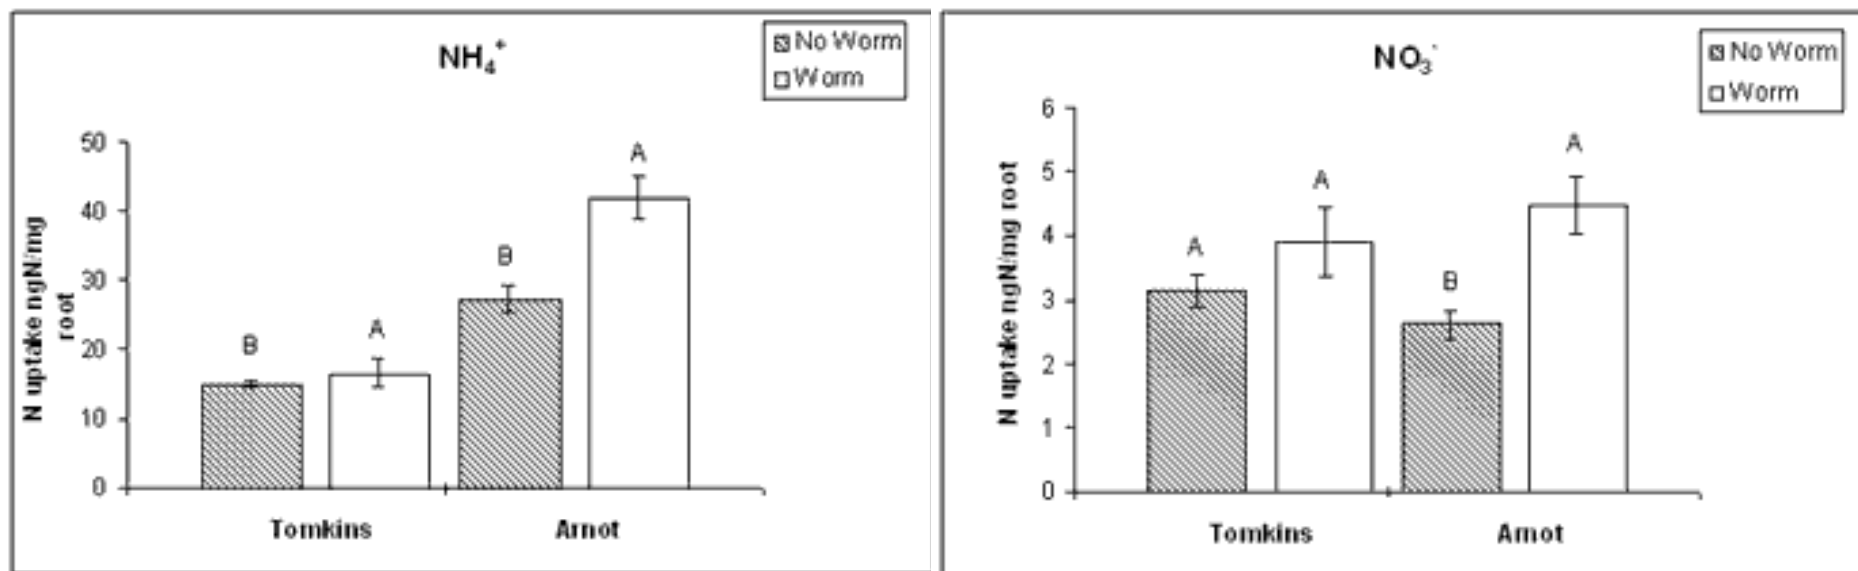 NH₄⁺
No Worm
Worm
N uptake ngN/mg
root
50
40
30
20
10
0
B
A
B
A
Tomkins
Arnot
NO₃⁻
No Worm
Worm
N uptake ngN/mg root
6
5
4
3
2
1
0
A
A
B
A
Tomkins
Arnot